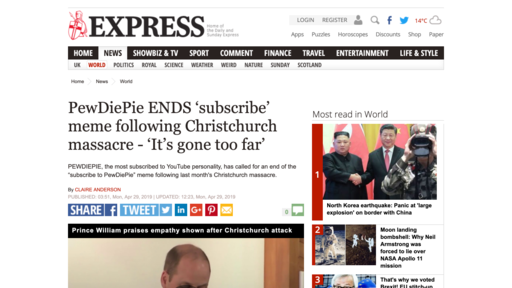 EXPRESS
Home of the Daily and Sunday Express
LOGIN REGISTER
14°C
Apps Puzzles Horoscopes Discounts Shop Paper
HOME NEWS SHOWBIZ & TV SPORT COMMENT FINANCE TRAVEL ENTERTAINMENT LIFE & STYLE
UK WORLD POLITICS ROYAL SCIENCE WEATHER WEIRD NATURE SUNDAY SCOTLAND
Home News World
PewDiePie ENDS ‘subscribe’
meme following Christchurch
massacre - ‘It’s gone too far’
PEWDIEPIE, the most subscribed to YouTube personality, has called for an end of the
“subscribe to PewDiePie” meme following last month's Christchurch massacre.
By CLAIRE ANDERSON
PUBLISHED: 03:51, Mon, Apr 29, 2019 | UPDATED: 12:23, Mon, Apr 29, 2019
SHARE f TWEET in G+ 0
Prince William praises empathy shown after Christchurch attack
Most read in World
1
North Korea earthquake: Panic at 'large
explosion' on border with China
2
Moon landing
bombshell: Why Neil
Armstrong was
forced to lie over
NASA Apollo 11
mission
3
That's why we voted
Brexit! EU stitch-up